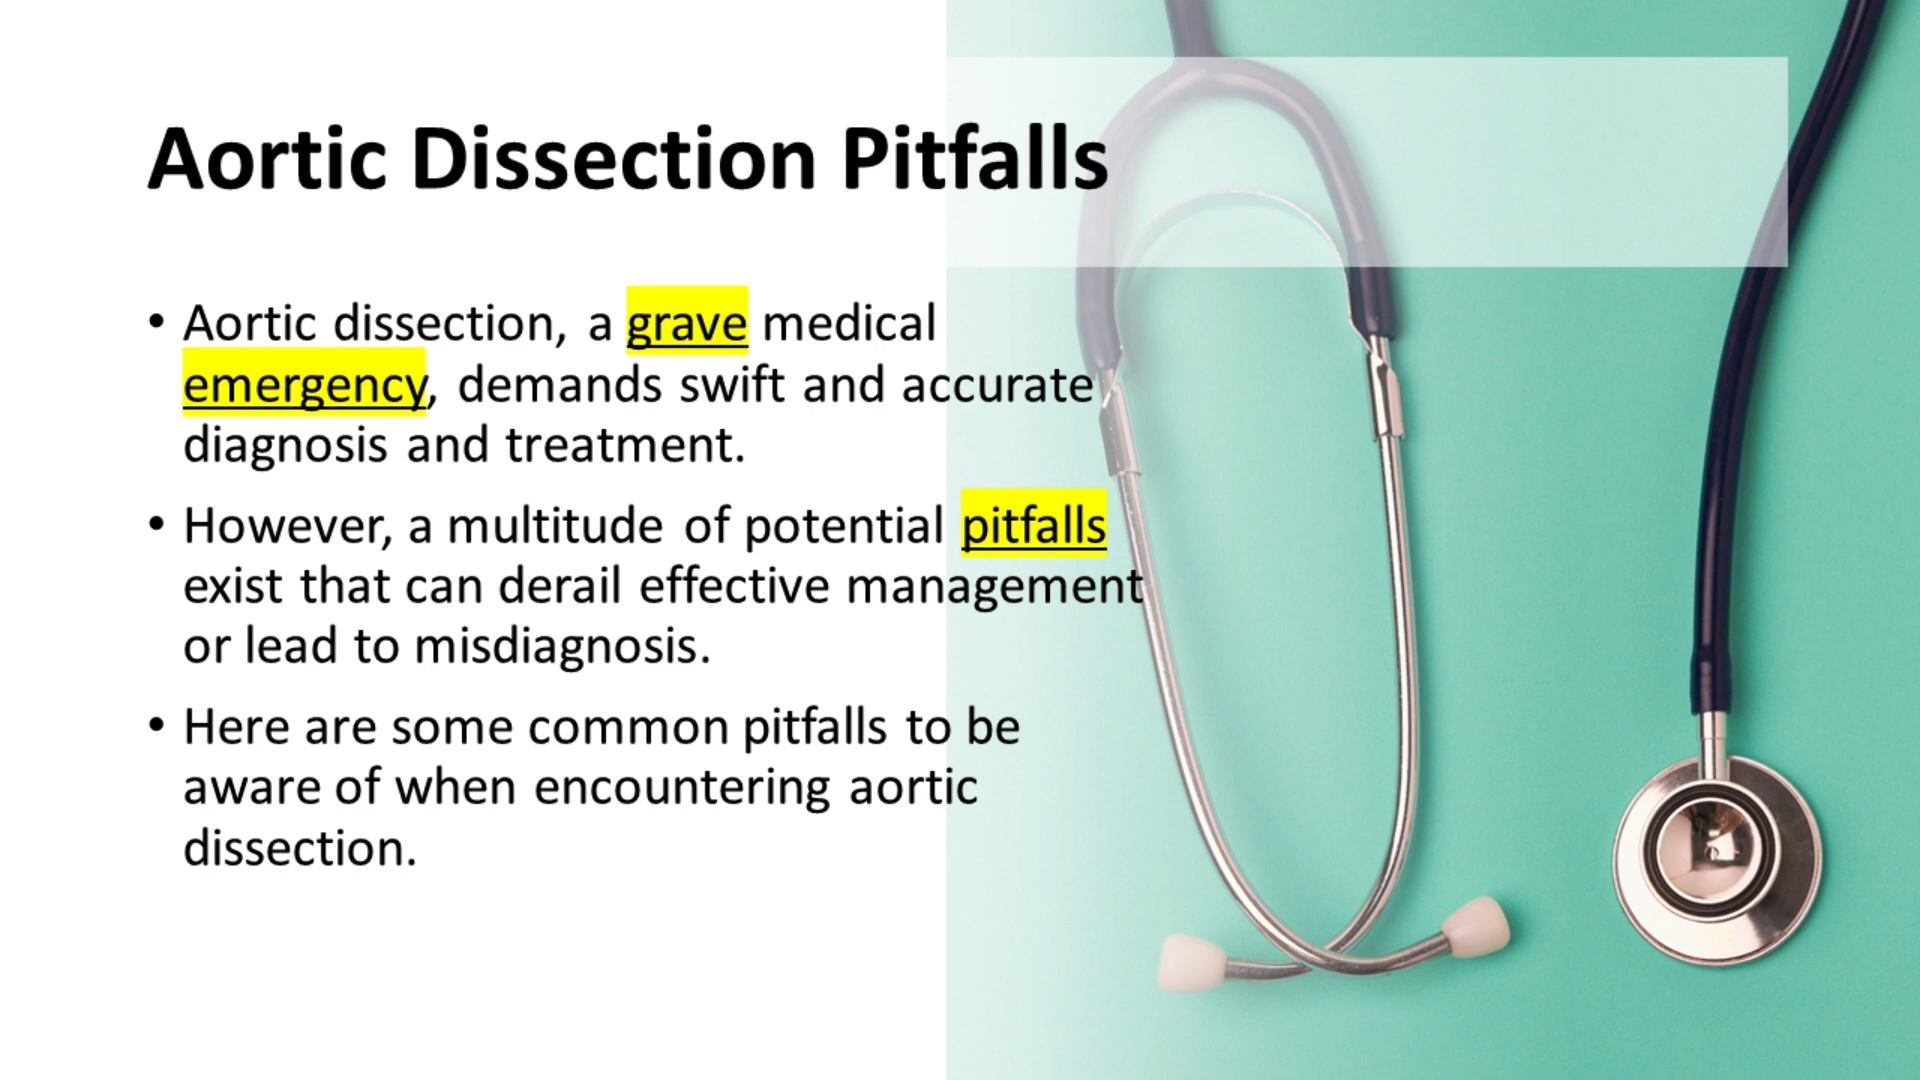 Aortic Dissection Pitfalls
• Aortic dissection, a grave medical
emergency, demands swift and accurate
diagnosis and treatment.
• However, a multitude of potential pitfalls
exist that can derail effective management
or lead to misdiagnosis.
• Here are some common pitfalls to be
aware of when encountering aortic
dissection.